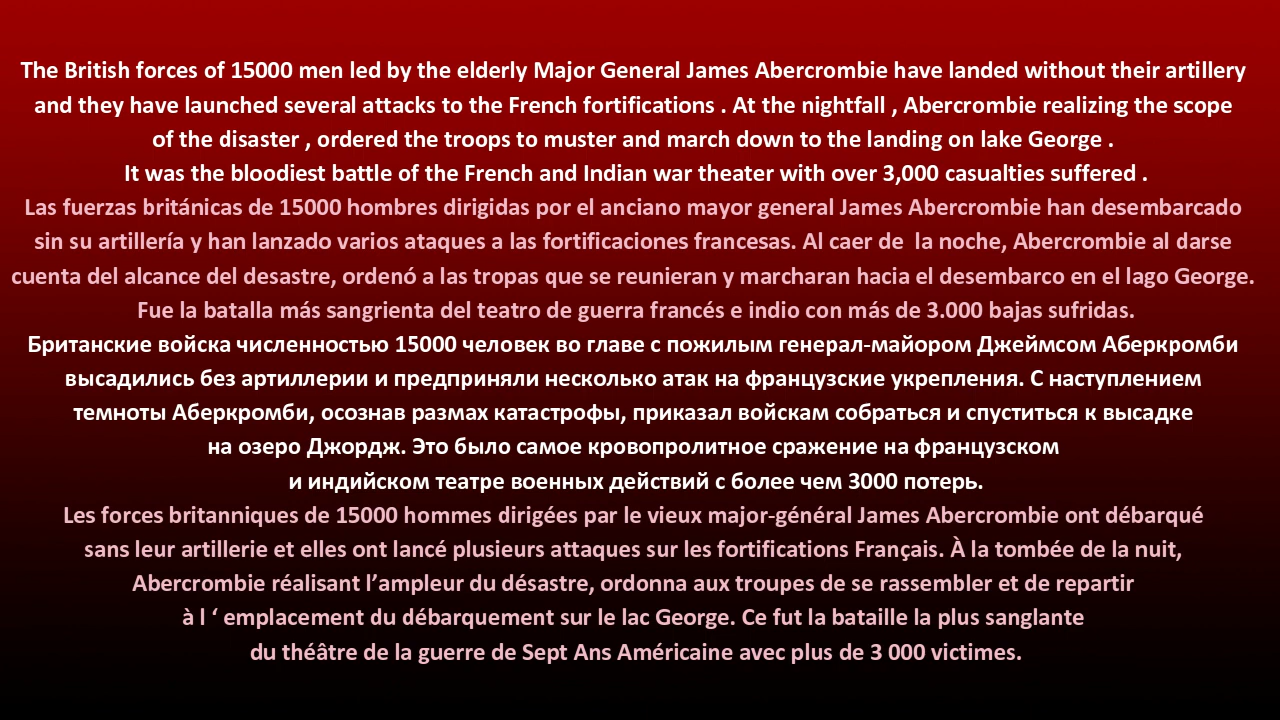 The British forces of 15000 men led by the elderly Major General James Abercrombie have landed without their artillery
and they have launched several attacks to the French fortifications . At the nightfall , Abercrombie realizing the scope
of the disaster , ordered the troops to muster and march down to the landing on lake George .
It was the bloodiest battle of the French and Indian war theater with over 3,000 casualties suffered .
Las fuerzas británicas de 15000 hombres dirigidas por el anciano mayor general James Abercrombie han desembarcado
sin su artillería y han lanzado varios ataques a las fortificaciones francesas. Al caer de  la noche, Abercrombie al darse
cuenta del alcance del desastre, ordenó a las tropas que se reunieran y marcharan hacia el desembarco en el lago George.
Fue la batalla más sangrienta del teatro de guerra francés e indio con más de 3.000 bajas sufridas.
Британские войска численностью 15000 человек во главе с пожилым генерал-майором Джеймсом Аберкромби
высадились без артиллерии и предприняли несколько атак на французские укрепления. С наступлением
темноты Аберкромби, осознав размах катастрофы, приказал войскам собраться и спуститься к высадке
на озеро Джордж. Это было самое кровопролитное сражение на французском
и индийском театре военных действий с более чем 3000 потерь.
Les forces britanniques de 15000 hommes dirigées par le vieux major-général James Abercrombie ont débarqué
sans leur artillerie et elles ont lancé plusieurs attaques sur les fortifications Français. À la tombée de la nuit,
Abercrombie réalisant l’ampleur du désastre, ordonna aux troupes de se rassembler et de repartir
à l ‘ emplacement du débarquement sur le lac George. Ce fut la bataille la plus sanglante
du théâtre de la guerre de Sept Ans Américaine avec plus de 3 000 victimes.